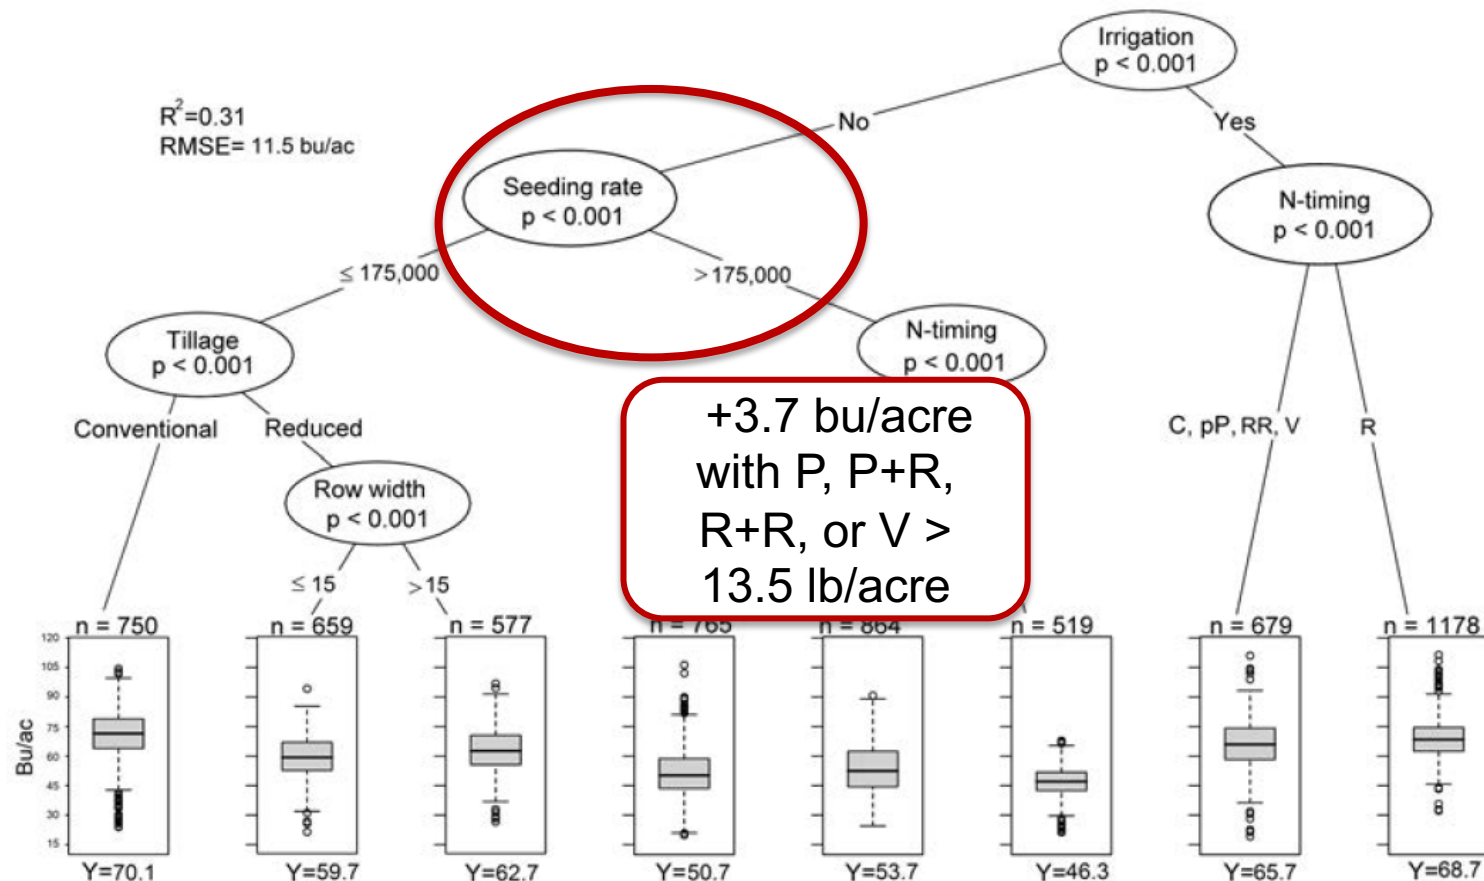 Irrigation
p < 0.001
R²=0.31
RMSE= 11.5 bu/ac
No
Yes
Seeding rate
p < 0.001
N-timing
p < 0.001
≤ 175,000
> 175,000
Tillage
p < 0.001
N-timing
p < 0.001
Conventional
Reduced
+3.7 bu/acre
with P, P+R,
R+R, or V >
13.5 lb/acre
C, pP, RR, V
R
Row width
p < 0.001
≤ 15
> 15
n = 750
n = 659
n = 577
n = 765
n = 864
n = 519
n = 679
n = 1178
Bu/ac
120
105
90
75
60
45
30
15
Y=70.1
Y=59.7
Y=62.7
Y=50.7
Y=53.7
Y=46.3
Y=65.7
Y=68.7